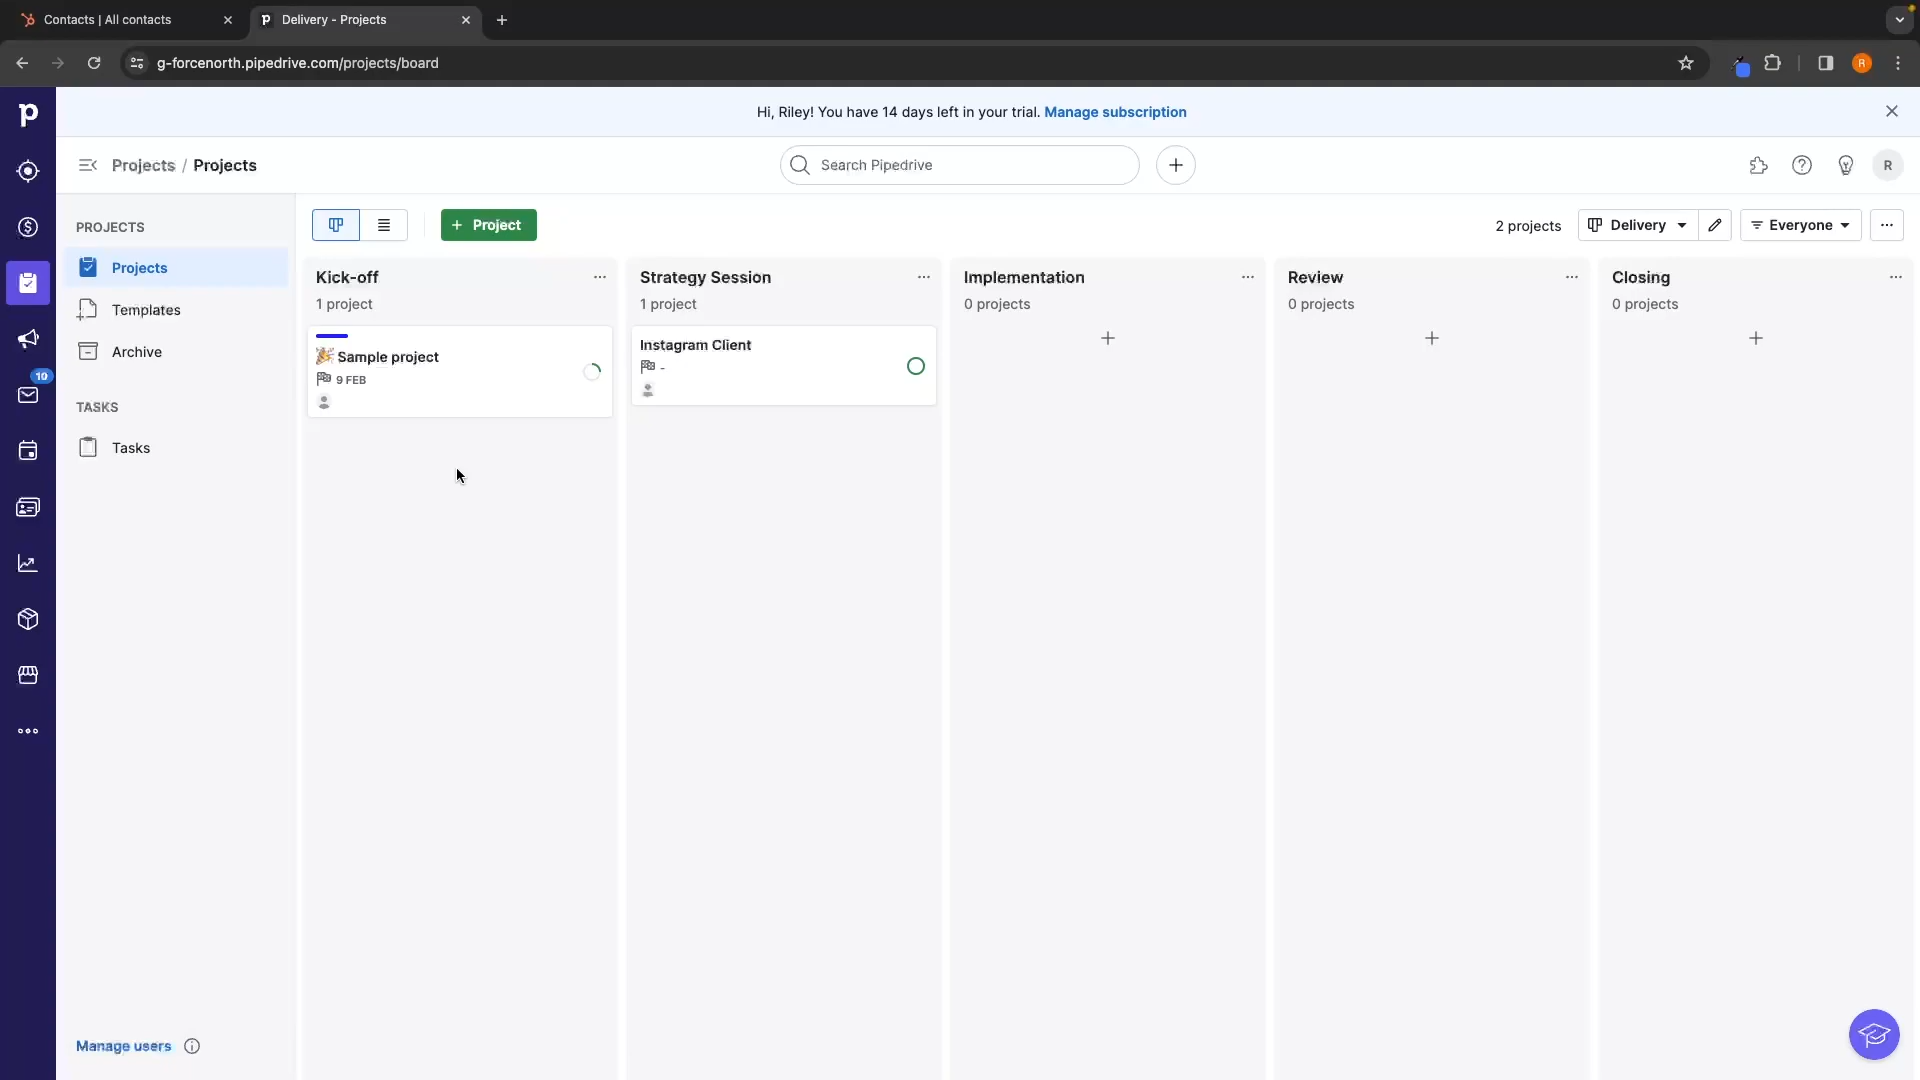 Contacts | All contacts
Delivery - Projects
g-forcenorth.pipedrive.com/projects/board
R
p
Hi, Riley! You have 14 days left in your trial. Manage subscription
Projects / Projects
Search Pipedrive
R
PROJECTS
Projects
Templates
Archive
TASKS
Tasks
10
+ Project
2 projects
Delivery
Everyone
Kick-off
1 project
🎉 Sample project
9 FEB
Strategy Session
1 project
Instagram Client
-
Implementation
0 projects
Review
0 projects
Closing
0 projects
Manage users